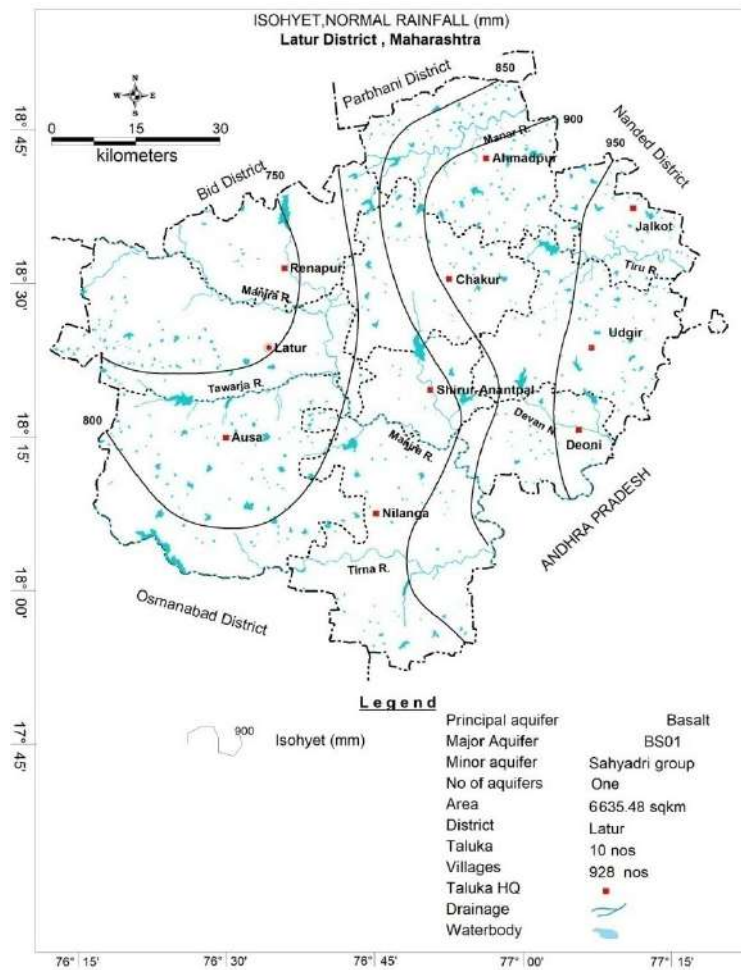 ISOHYET,NORMAL RAINFALL (mm)
Latur District , Maharashtra
N
W E
S
0 15 30
kilometers
Parbhani District
850
Manar R.
900
Ahmadpur
Nanded District
950
Bid District
750
Jalkot
Renapur
Manjra R.
Chakur
Tiru R.
Latur
Udgir
Tawarja R.
Shirur-Anantpal
800
Ausa
Manjra R.
Devan N.
Deoni
Nilanga
ANDHRA PRADESH
Tirna R.
Osmanabad District
18° 45'
18° 30'
18° 15'
18° 00'
17° 45'
Legend
900
Isohyet (mm)
Principal aquifer Basalt
Major Aquifer BS01
Minor aquifer Sahyadri group
No of aquifers One
Area 6635.48 sqkm
District Latur
Taluka 10 nos
Villages 928 nos
Taluka HQ
Drainage
Waterbody
76° 15' 76° 30' 76° 45' 77° 00' 77° 15'